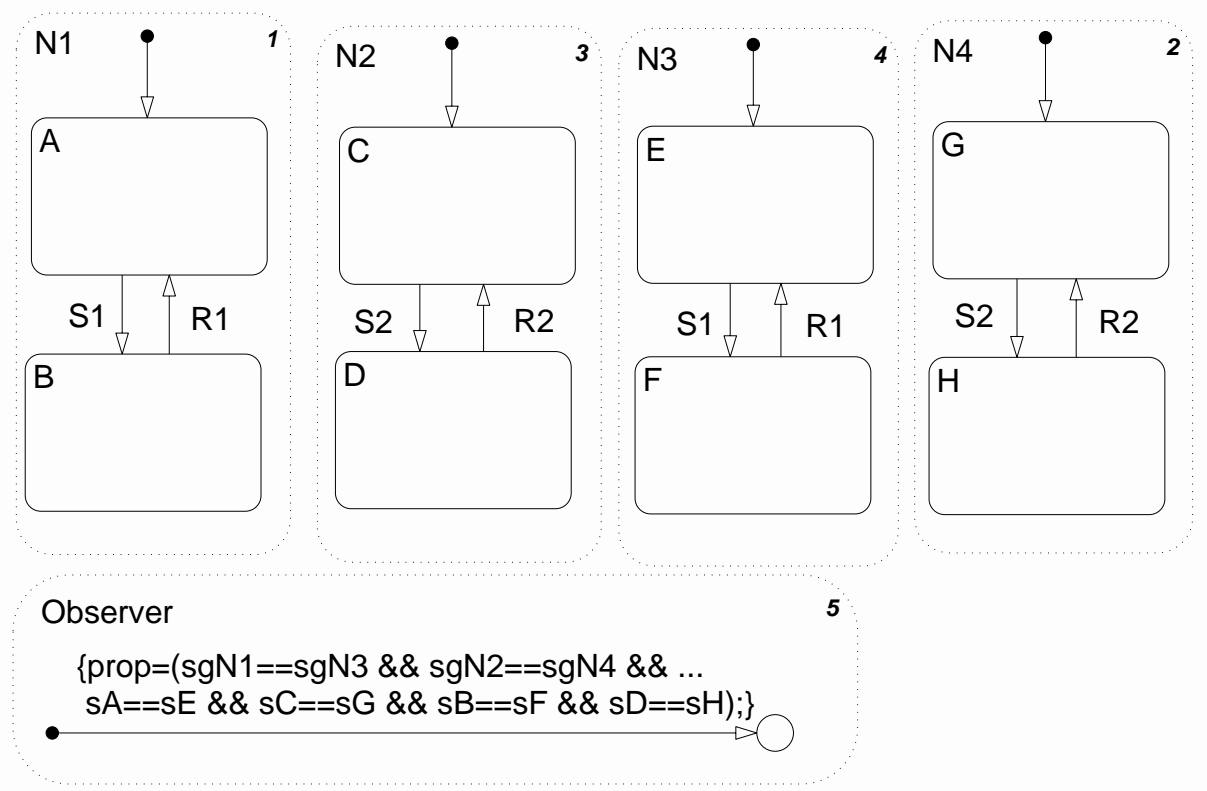 N1 1
A
S1 R1
B
N2 3
C
S2 R2
D
N3 4
E
S1 R1
F
N4 2
G
S2 R2
H
Observer 5
{prop=(sgN1==sgN3 && sgN2==sgN4 && ...
sA==sE && sC==sG && sB==sF && sD==sH);}